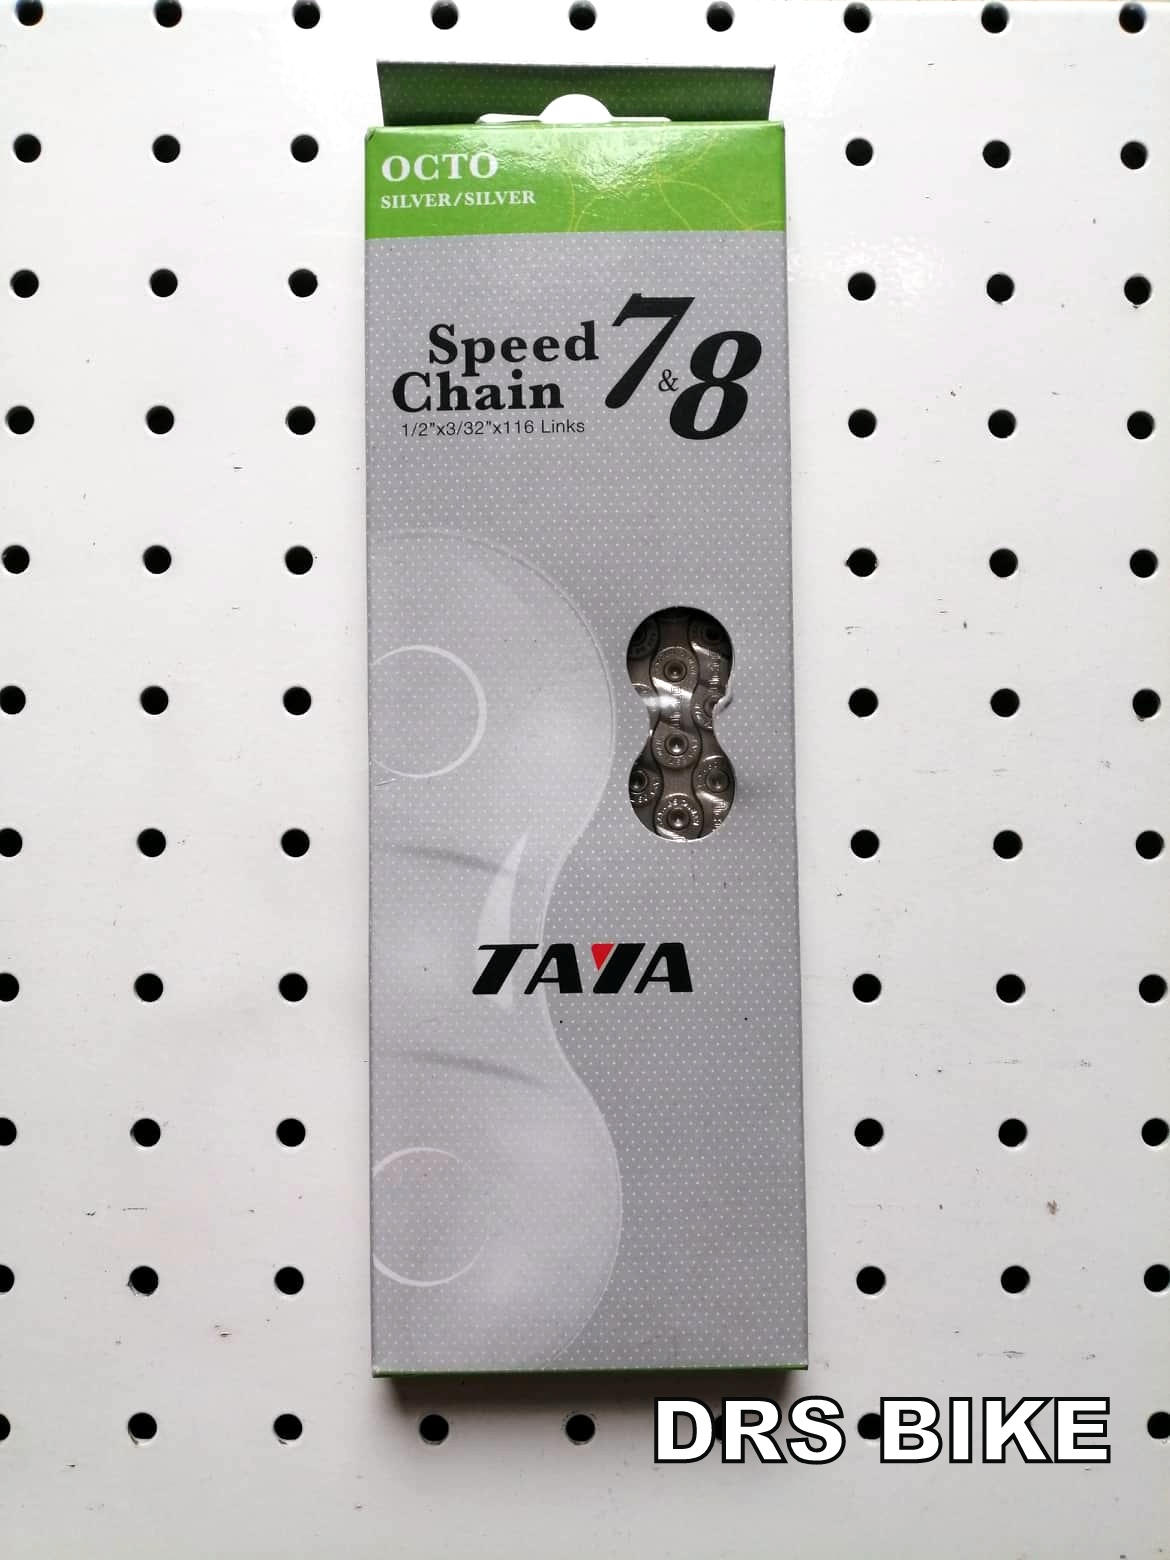 OCTO
SILVER/SILVER
Speed 7 & 8
Chain
1/2"x3/32"x116 Links
TAYA
DRS BIKE